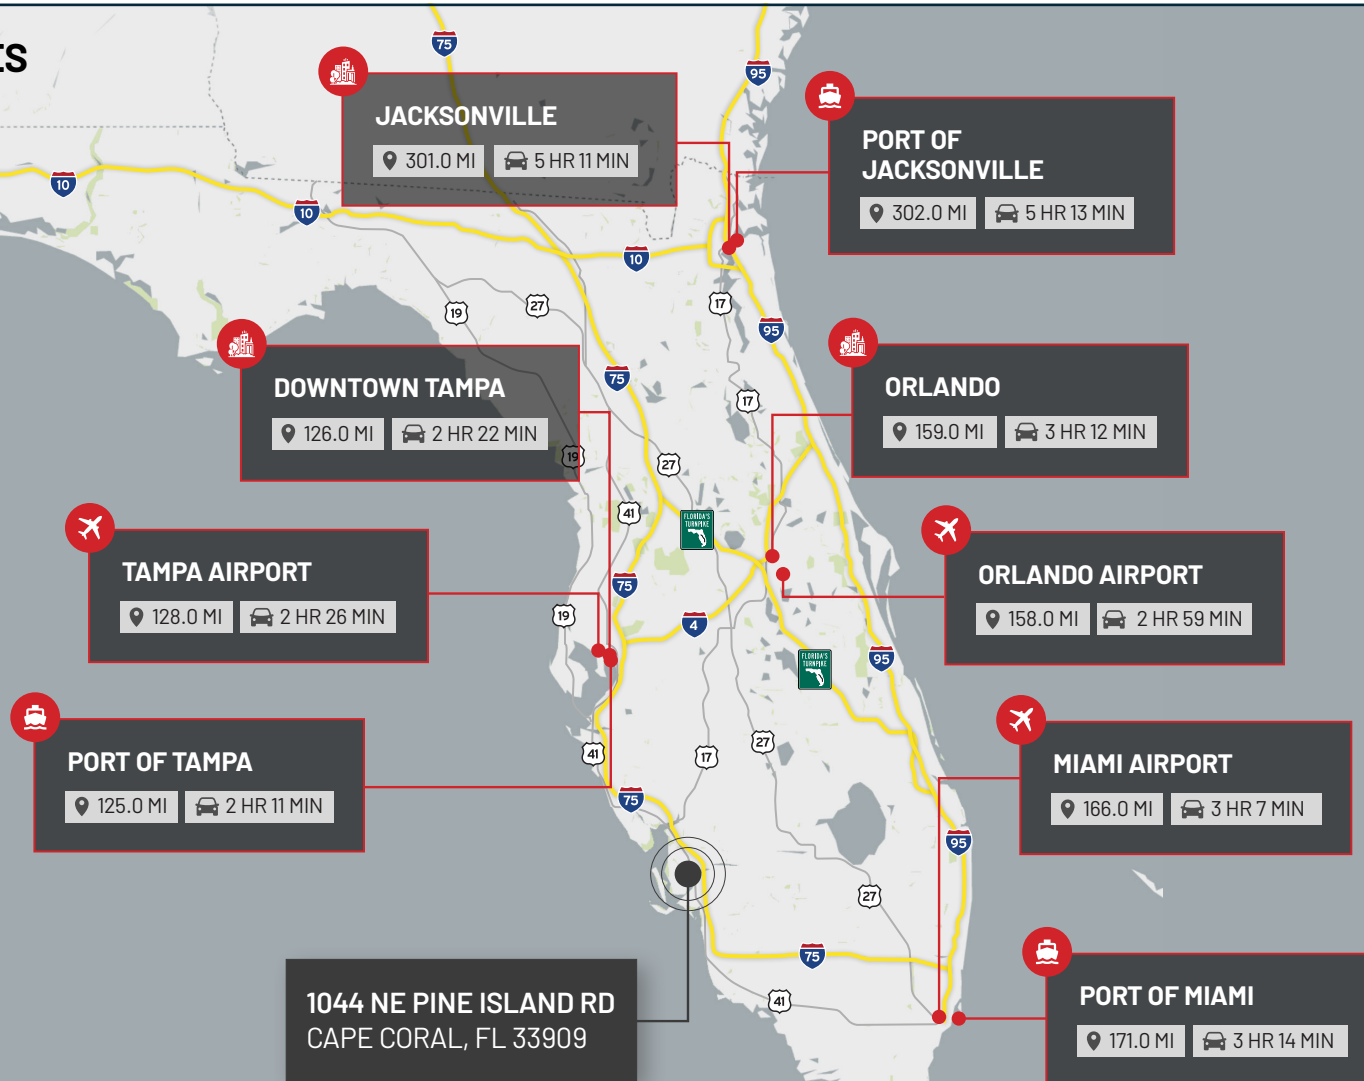 TS
75
95
JACKSONVILLE
301.0 MI
5 HR 11 MIN
PORT OF
JACKSONVILLE
302.0 MI
5 HR 13 MIN
10
10
10
19
27
17
95
DOWNTOWN TAMPA
126.0 MI
2 HR 22 MIN
75
17
ORLANDO
159.0 MI
3 HR 12 MIN
19
27
41
FLORIDA'S
TURNPIKE
TAMPA AIRPORT
128.0 MI
2 HR 26 MIN
75
19
4
ORLANDO AIRPORT
158.0 MI
2 HR 59 MIN
FLORIDA'S
TURNPIKE
95
PORT OF TAMPA
125.0 MI
2 HR 11 MIN
41
17
27
75
MIAMI AIRPORT
166.0 MI
3 HR 7 MIN
95
27
75
41
1044 NE PINE ISLAND RD
CAPE CORAL, FL 33909
PORT OF MIAMI
171.0 MI
3 HR 14 MIN